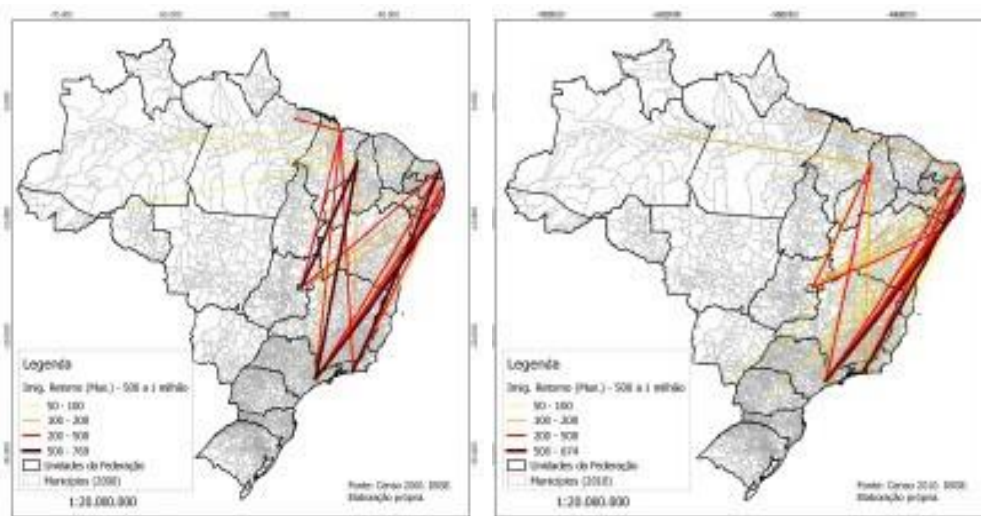 Legenda
Imig. Retorno (Mun.) - 500 a 1 milhão
50 - 100
100 - 200
200 - 500
500 - 769
Unidades da Federação
Municípios (2000)
1:20.000.000
Fonte: Censo 2000. IBGE.
Elaboração própria.
Legenda
Imig. Retorno (Mun.) - 500 a 1 milhão
50 - 100
100 - 200
200 - 500
500 - 674
Unidades da Federação
Municípios (2010)
1:20.000.000
Fonte: Censo 2010. IBGE.
Elaboração própria.